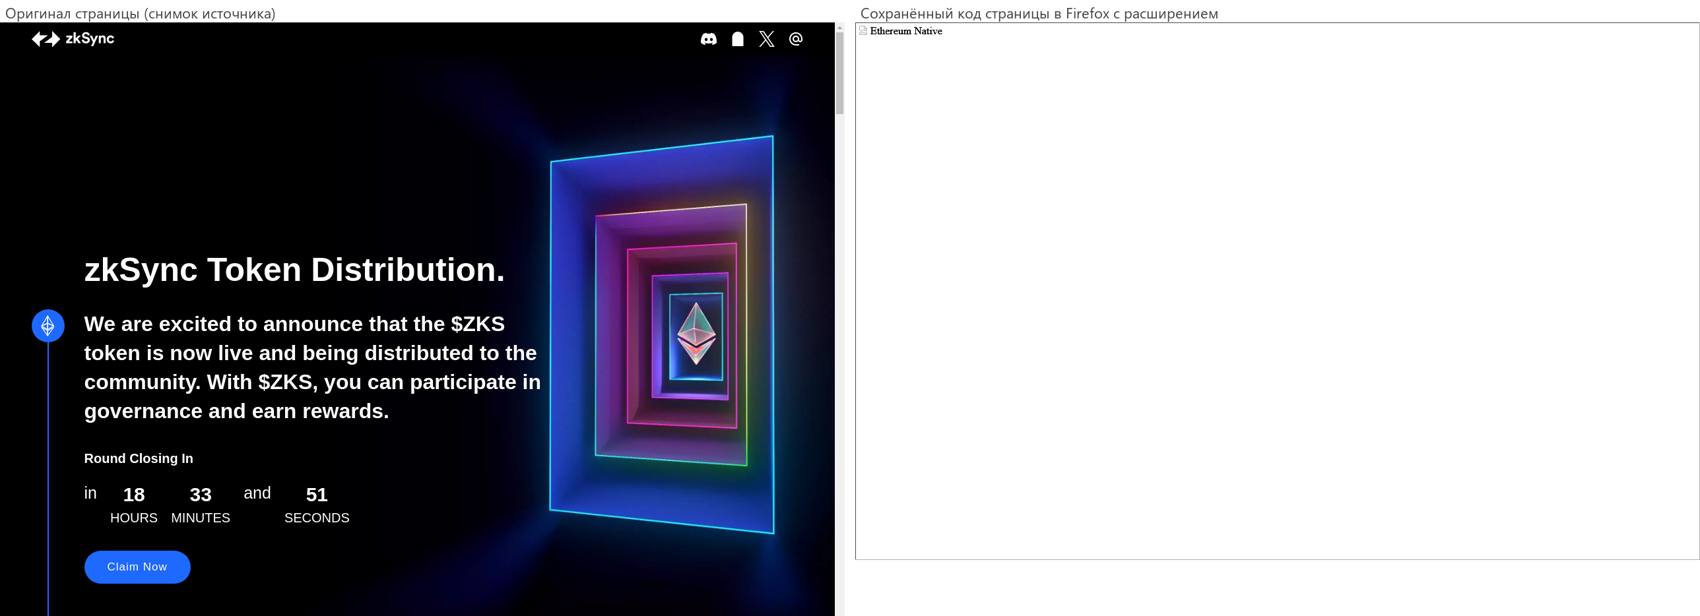 Оригинал страницы (снимок источника)
Сохранённый код страницы в Firefox с расширением
zkSync
Ethereum Native
zkSync Token Distribution.
We are excited to announce that the $ZKS
token is now live and being distributed to the
community. With $ZKS, you can participate in
governance and earn rewards.
Round Closing In
in 18 33 and 51
HOURS MINUTES SECONDS
Claim Now